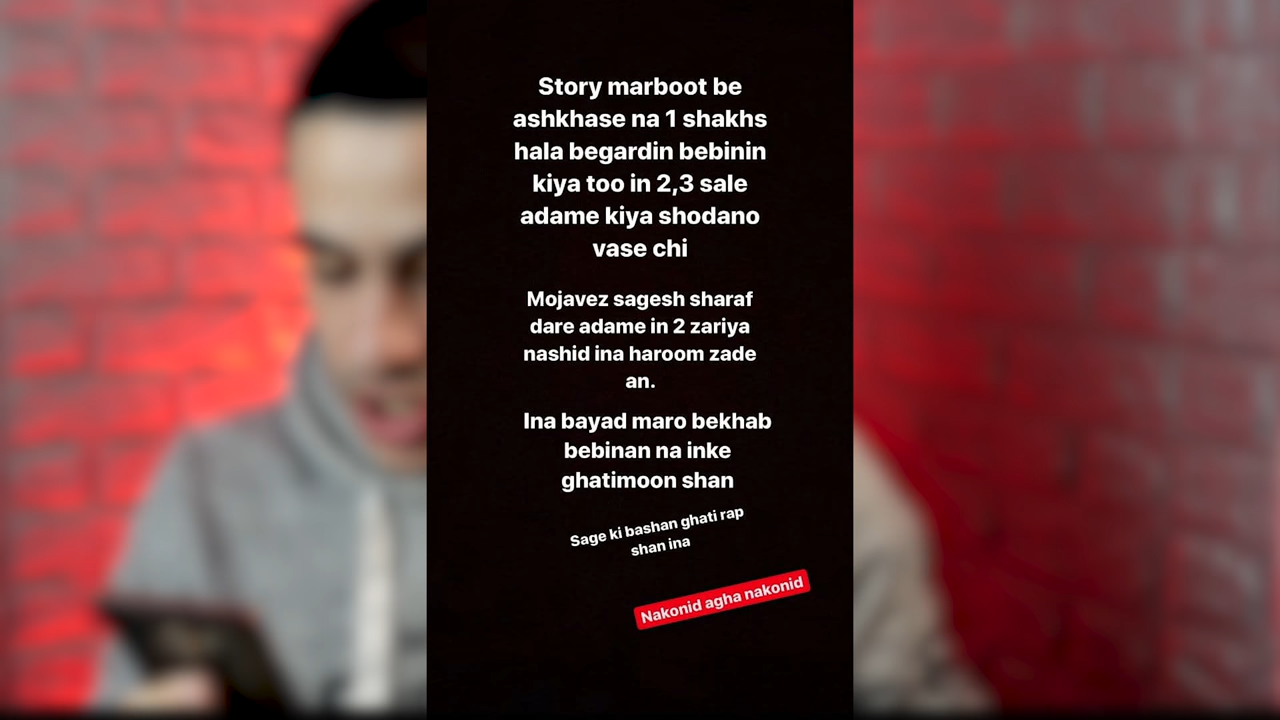 Story marboot be
ashkhase na 1 shakhs
hala begardin bebinin
kiya too in 2,3 sale
adame kiya shodano
vase chi
Mojavez sagesh sharaf
dare adame in 2 zariya
nashid ina haroom zade
an.
Ina bayad maro bekhab
bebinan na inke
ghatimoon shan
Sage ki bashan ghati rap
shan ina
Nakonid agha nakonid